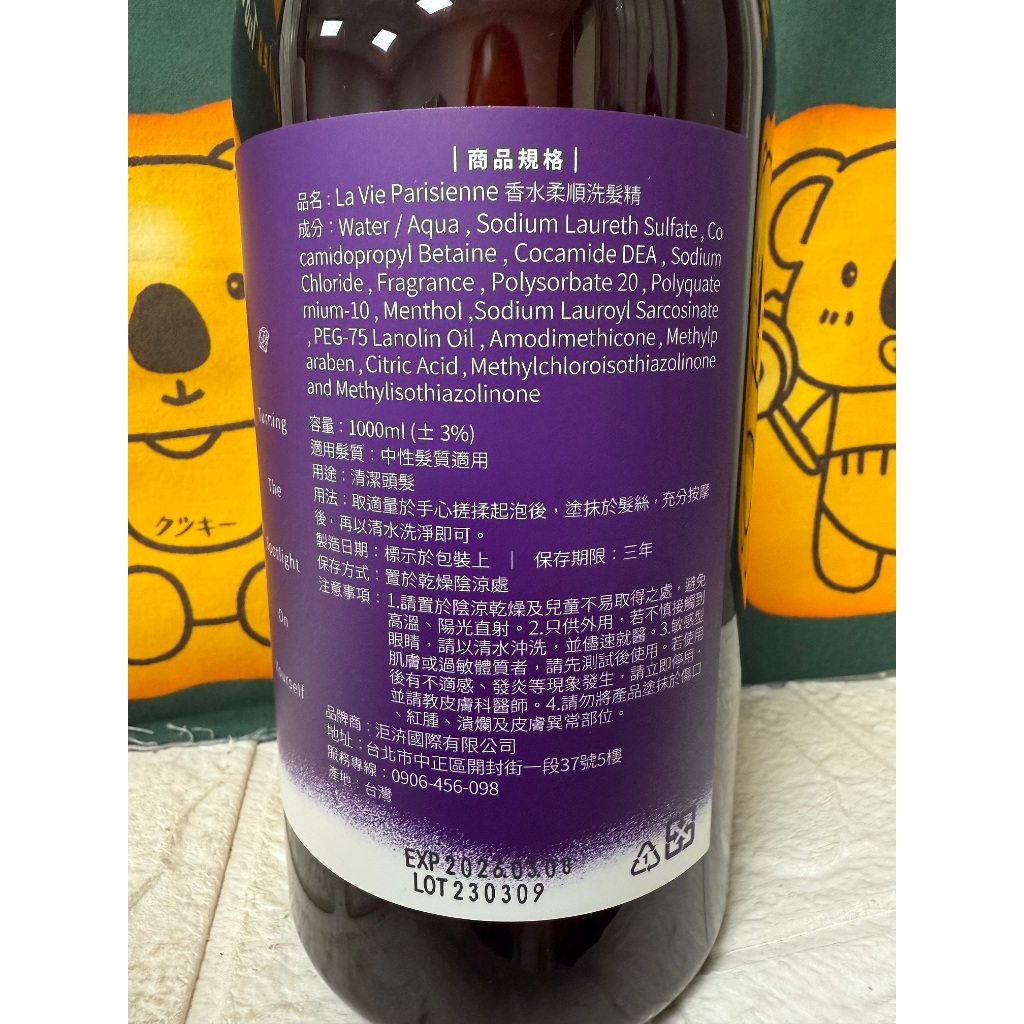 |商品規格|
品名：La Vie Parisienne 香水柔順洗髮精
成分：Water / Aqua , Sodium Laureth Sulfate , Co
camidopropyl Betaine , Cocamide DEA , Sodium
Chloride , Fragrance , Polysorbate 20 , Polyquate
rnium-10 , Menthol ,Sodium Lauroyl Sarcosinate
, PEG-75 Lanolin Oil , Amodimethicone , Methylp
araben , Citric Acid , Methylchloroisothiazolinone
and Methylisothiazolinone
容量：1000ml (± 3%)
適用髮質：中性髮質適用
用途：清潔頭髮
用法：取適量於手心搓揉起泡後，塗抹於髮絲，充分按摩
後，再以清水洗淨即可。
製造日期：標示於包裝上 ｜ 保存期限：三年
保存方式：置於乾燥陰涼處
注意事項：1.請置於陰涼乾燥及兒童不易取得之處，避免
高溫、陽光直射。2.只供外用，若不慎接觸到
眼睛，請以清水沖洗，並儘速就醫。3.敏感型
肌膚或過敏體質者，請先測試後使用。若使用
後有不適感、發炎等現象發生，請立即停用，
並請教皮膚科醫師。4.請勿將產品塗抹於傷口
、紅腫、潰爛及皮膚異常部位。
品牌商：洰泋國際有限公司
地址：台北市中正區開封街一段37號5樓
服務專線：0906-456-098
產地：台灣
EXP 2026.03.08
LOT 230309
Turning
The
Spotlight
On
Yourself
クツキー
1